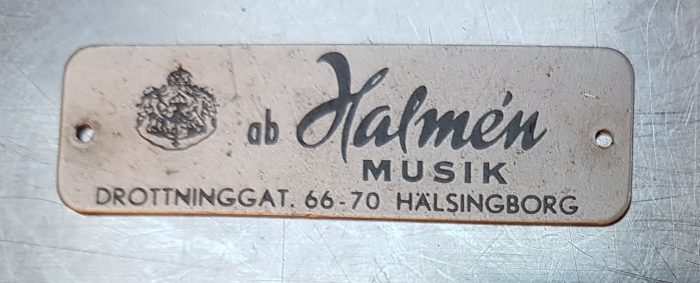 ab Halmén
MUSIK
DROTTNINGGAT. 66-70 HÄLSINGBORG